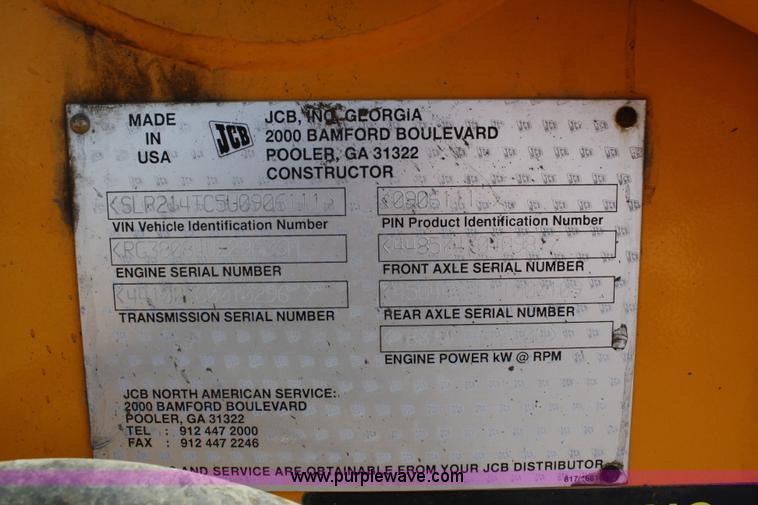 MADE
IN
USA
JCB
JCB, INC. GEORGIA
2000 BAMFORD BOULEVARD
POOLER, GA 31322
CONSTRUCTOR
<SLR214TC5U0906111
VIN Vehicle Identification Number
<0906111
PIN Product Identification Number
ENGINE SERIAL NUMBER
FRONT AXLE SERIAL NUMBER
TRANSMISSION SERIAL NUMBER
REAR AXLE SERIAL NUMBER
ENGINE POWER kW @ RPM
JCB NORTH AMERICAN SERVICE:
2000 BAMFORD BOULEVARD
POOLER, GA 31322
TEL : 912 447 2000
FAX : 912 447 2246
AND SERVICE ARE OBTAINABLE FROM YOUR JCB DISTRIBUTOR
www.purplewave.com